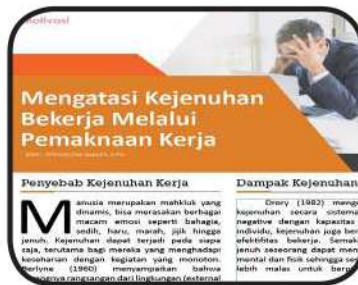 Motivasi
Mengatasi Kejenuhan
Bekerja Melalui
Pemaknaan Kerja
Penyebab Kejenuhan Kerja
Manusia merupakan mahkluk yang
dinamis, bisa merasakan berbagai
macam emosi seperti bahagia,
sedih, haru, marah, jijik hingga
jenuh. Kejenuhan dapat terjadi pada siapa
saja, terutama bagi mereka yang menghadapi
keseharian dengan kegiatan yang monoton.
Berlyne (1960) menyampaikan bahwa
rangsangan dari lingkungan (external
Dampak Kejenuhan
Drory (1982)
kejenuhan secara sistema
negative dengan kapasitas
individu, kejenuhan juga ber
efektifitas bekerja. Semak
jenuh seseorang dapat men
mental dan fisik sehingga se
lebih malas untuk